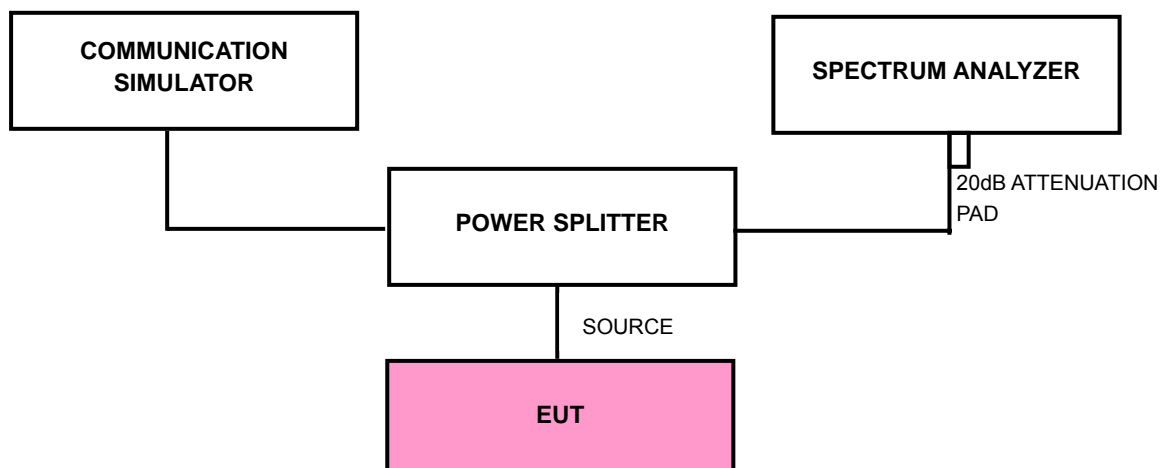 COMMUNICATION
SIMULATOR
SPECTRUM ANALYZER
20dB ATTENUATION
PAD
POWER SPLITTER
SOURCE
EUT